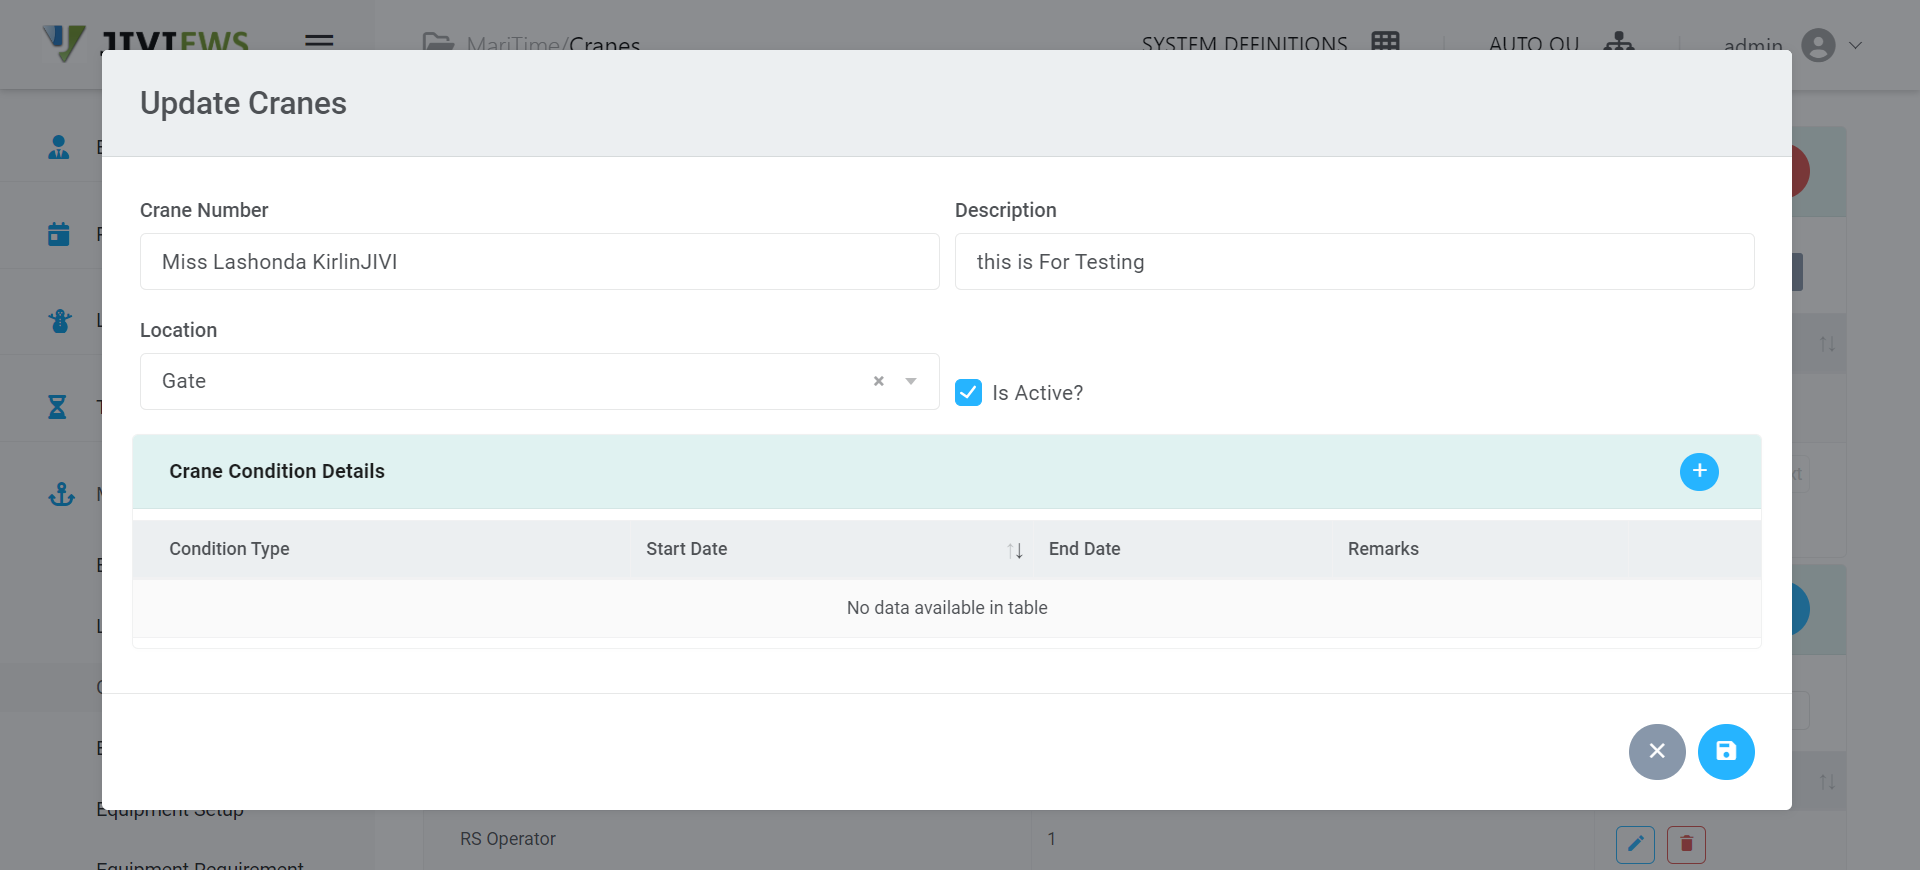 JIVIEWS
MariTime/Cranes
SYSTEM DEFINITIONS
AUTO QU
admin
Update Cranes
Crane Number
Description
Miss Lashonda KirlinJIVI
this is For Testing
Location
Gate
Is Active?
Crane Condition Details
Condition Type
Start Date
End Date
Remarks
No data available in table
Equipment Setup
RS Operator
1
Equipment Requirement